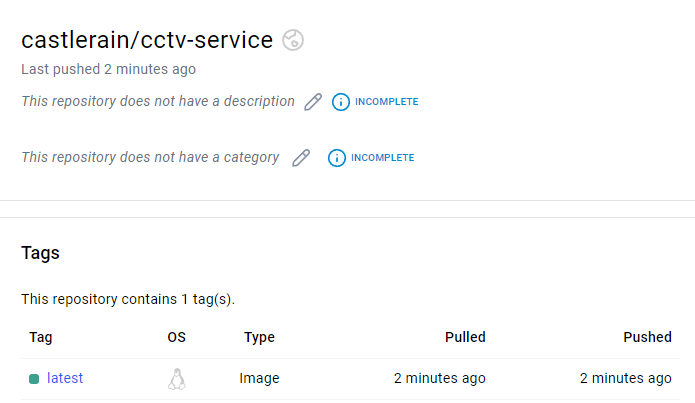 castlerain/cctv-service
Last pushed 2 minutes ago
This repository does not have a description INCOMPLETE
This repository does not have a category INCOMPLETE
Tags
This repository contains 1 tag(s).
Tag OS Type Pulled Pushed
latest Image 2 minutes ago 2 minutes ago